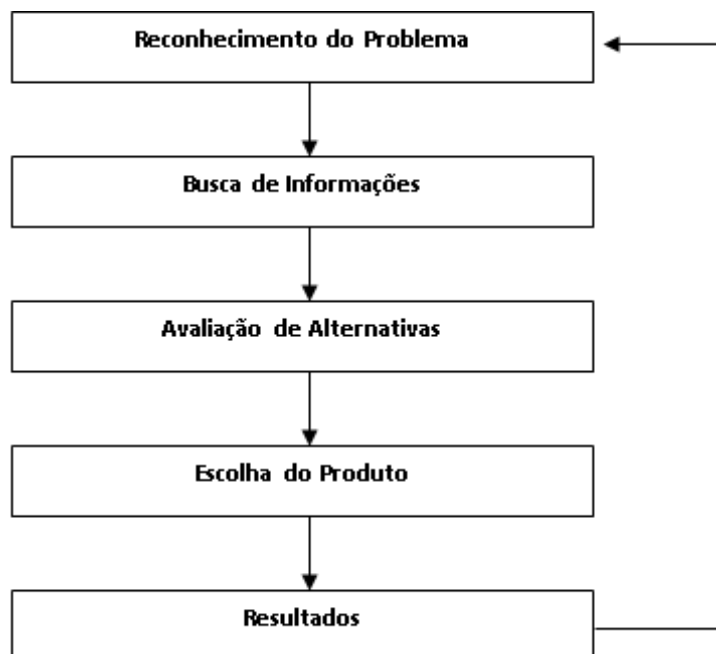 Reconhecimento do Problema
Busca de Informações
Avaliação de Alternativas
Escolha do Produto
Resultados